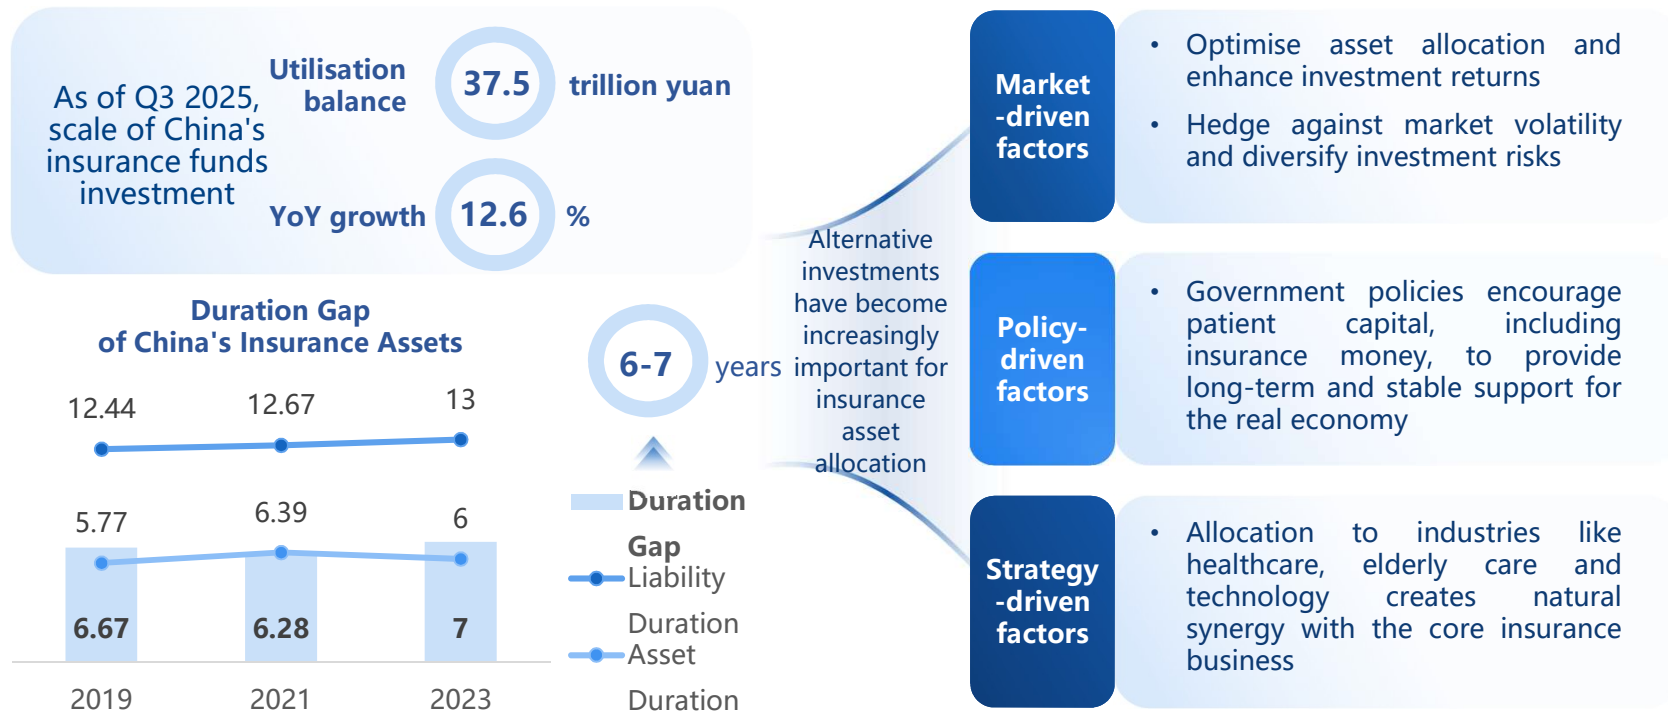 As of Q3 2025,
scale of China's
insurance funds
investment
Utilisation
balance
37.5
trillion yuan
YoY growth
12.6
%
Duration Gap
of China's Insurance Assets
12.44
12.67
13
5.77
6.39
6
6.67
6.28
7
2019
2021
2023
6-7
years
Duration
Gap
Liability
Duration
Asset
Duration
Alternative
investments
have become
increasingly
important for
insurance
asset
allocation
Market
-driven
factors
• Optimise asset allocation and
enhance investment returns
• Hedge against market volatility
and diversify investment risks
Policy-
driven
factors
• Government policies encourage
patient capital, including
insurance money, to provide
long-term and stable support for
the real economy
Strategy
-driven
factors
• Allocation to industries like
healthcare, elderly care and
technology creates natural
synergy with the core insurance
business